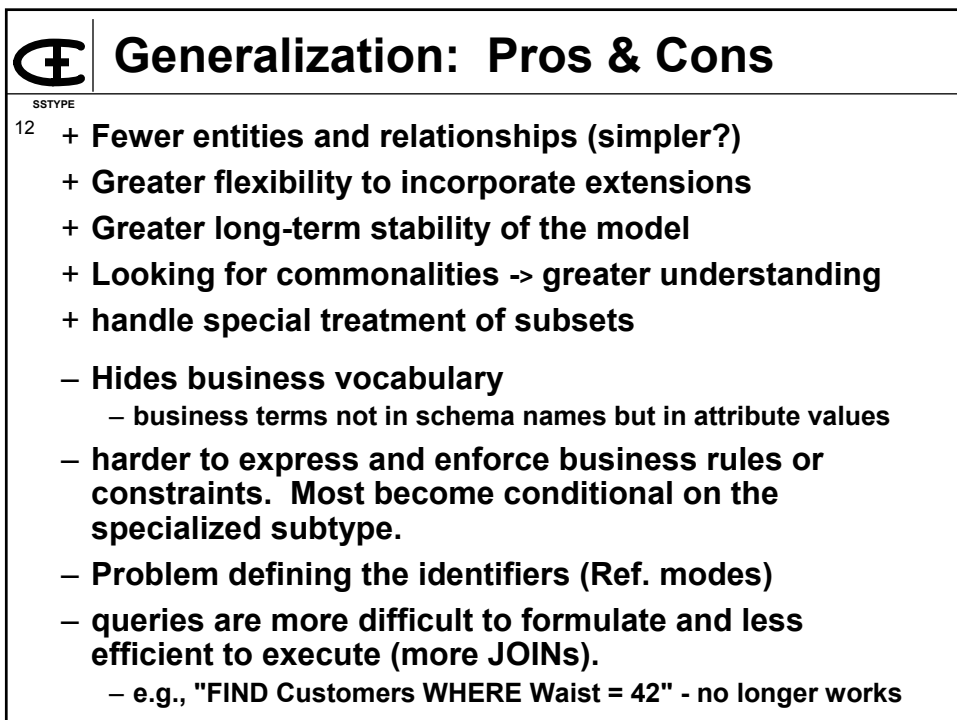 Generalization: Pros & Cons
SSTYPE
12
+ Fewer entities and relationships (simpler?)
+ Greater flexibility to incorporate extensions
+ Greater long-term stability of the model
+ Looking for commonalities -> greater understanding
+ handle special treatment of subsets
– Hides business vocabulary
– business terms not in schema names but in attribute values
– harder to express and enforce business rules or
constraints. Most become conditional on the
specialized subtype.
– Problem defining the identifiers (Ref. modes)
– queries are more difficult to formulate and less
efficient to execute (more JOINs).
– e.g., "FIND Customers WHERE Waist = 42" - no longer works